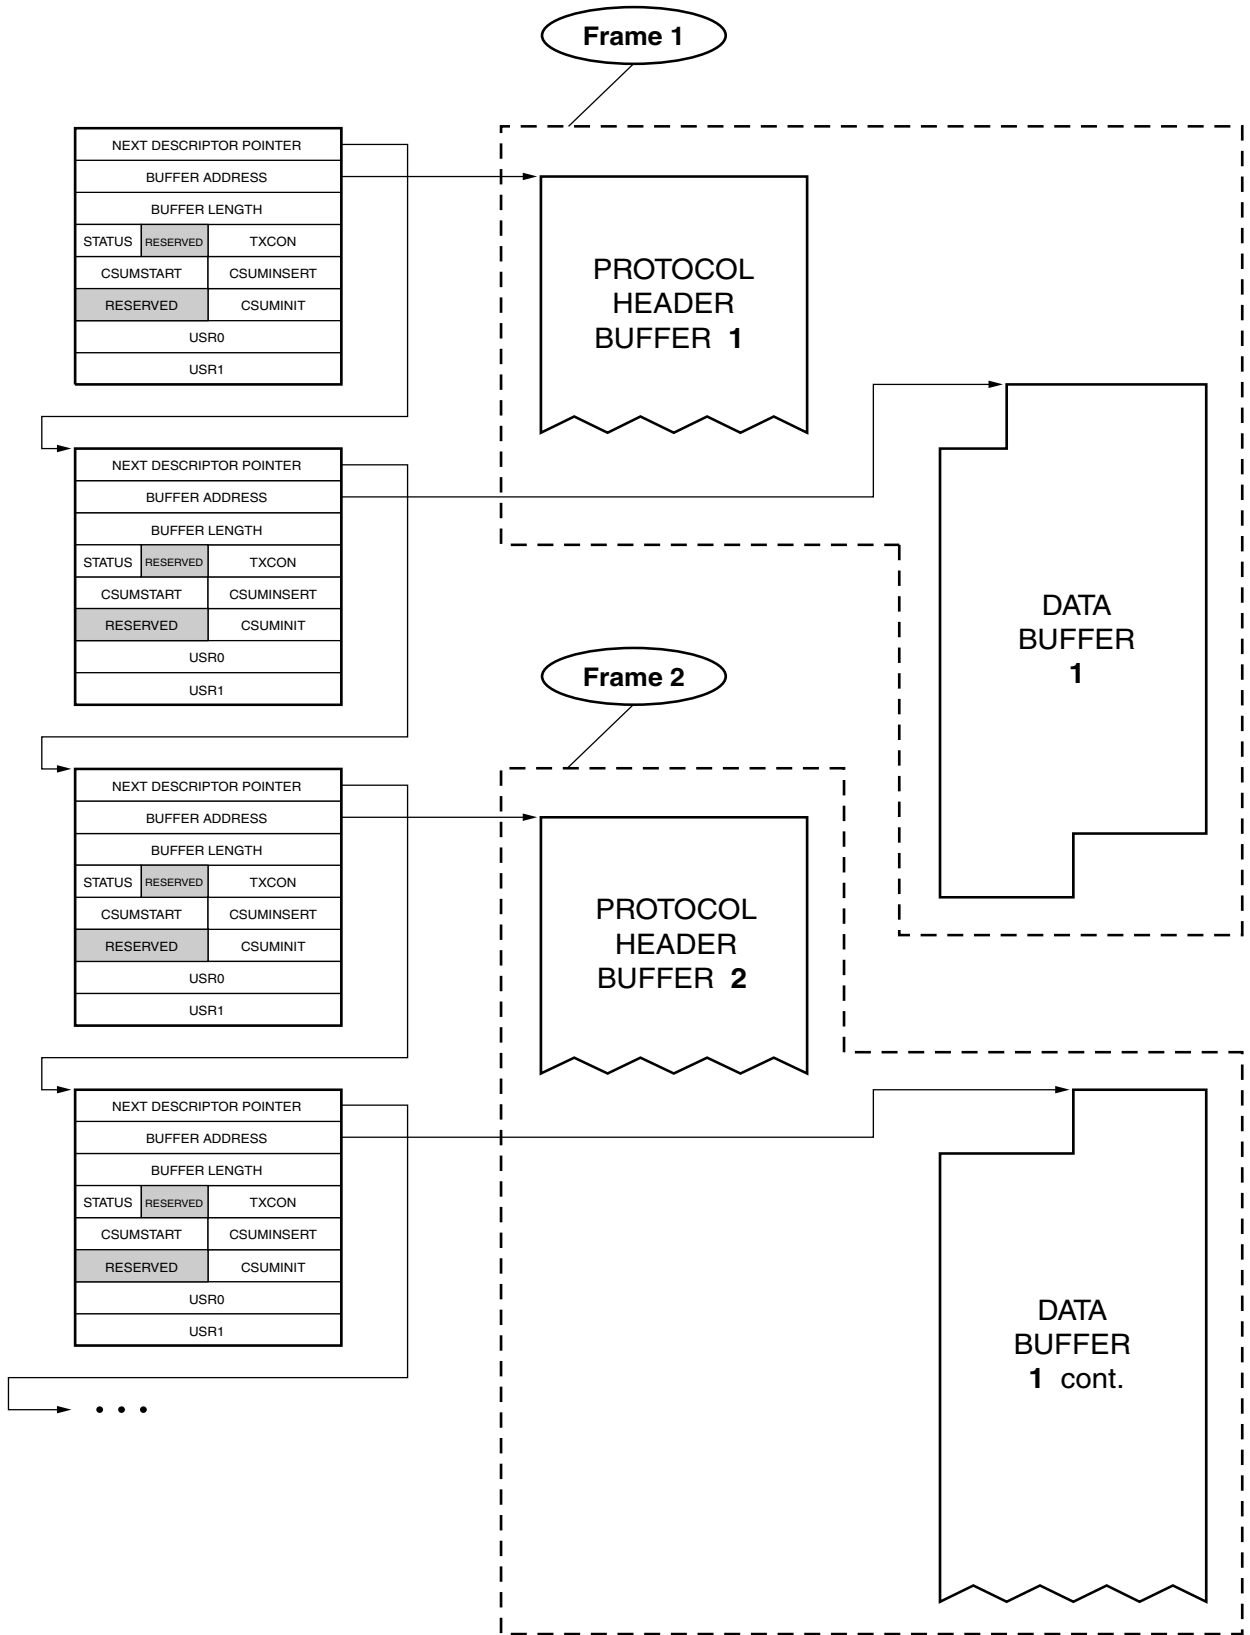 Frame 1
NEXT DESCRIPTOR POINTER
BUFFER ADDRESS
BUFFER LENGTH
STATUS RESERVED TXCON
CSUMSTART CSUMINSERT
RESERVED CSUMINIT
USR0
USR1
PROTOCOL
HEADER
BUFFER 1
NEXT DESCRIPTOR POINTER
BUFFER ADDRESS
BUFFER LENGTH
STATUS RESERVED TXCON
CSUMSTART CSUMINSERT
RESERVED CSUMINIT
USR0
USR1
DATA
BUFFER
1
Frame 2
NEXT DESCRIPTOR POINTER
BUFFER ADDRESS
BUFFER LENGTH
STATUS RESERVED TXCON
CSUMSTART CSUMINSERT
RESERVED CSUMINIT
USR0
USR1
PROTOCOL
HEADER
BUFFER 2
NEXT DESCRIPTOR POINTER
BUFFER ADDRESS
BUFFER LENGTH
STATUS RESERVED TXCON
CSUMSTART CSUMINSERT
RESERVED CSUMINIT
USR0
USR1
DATA
BUFFER
1 cont.
• • •